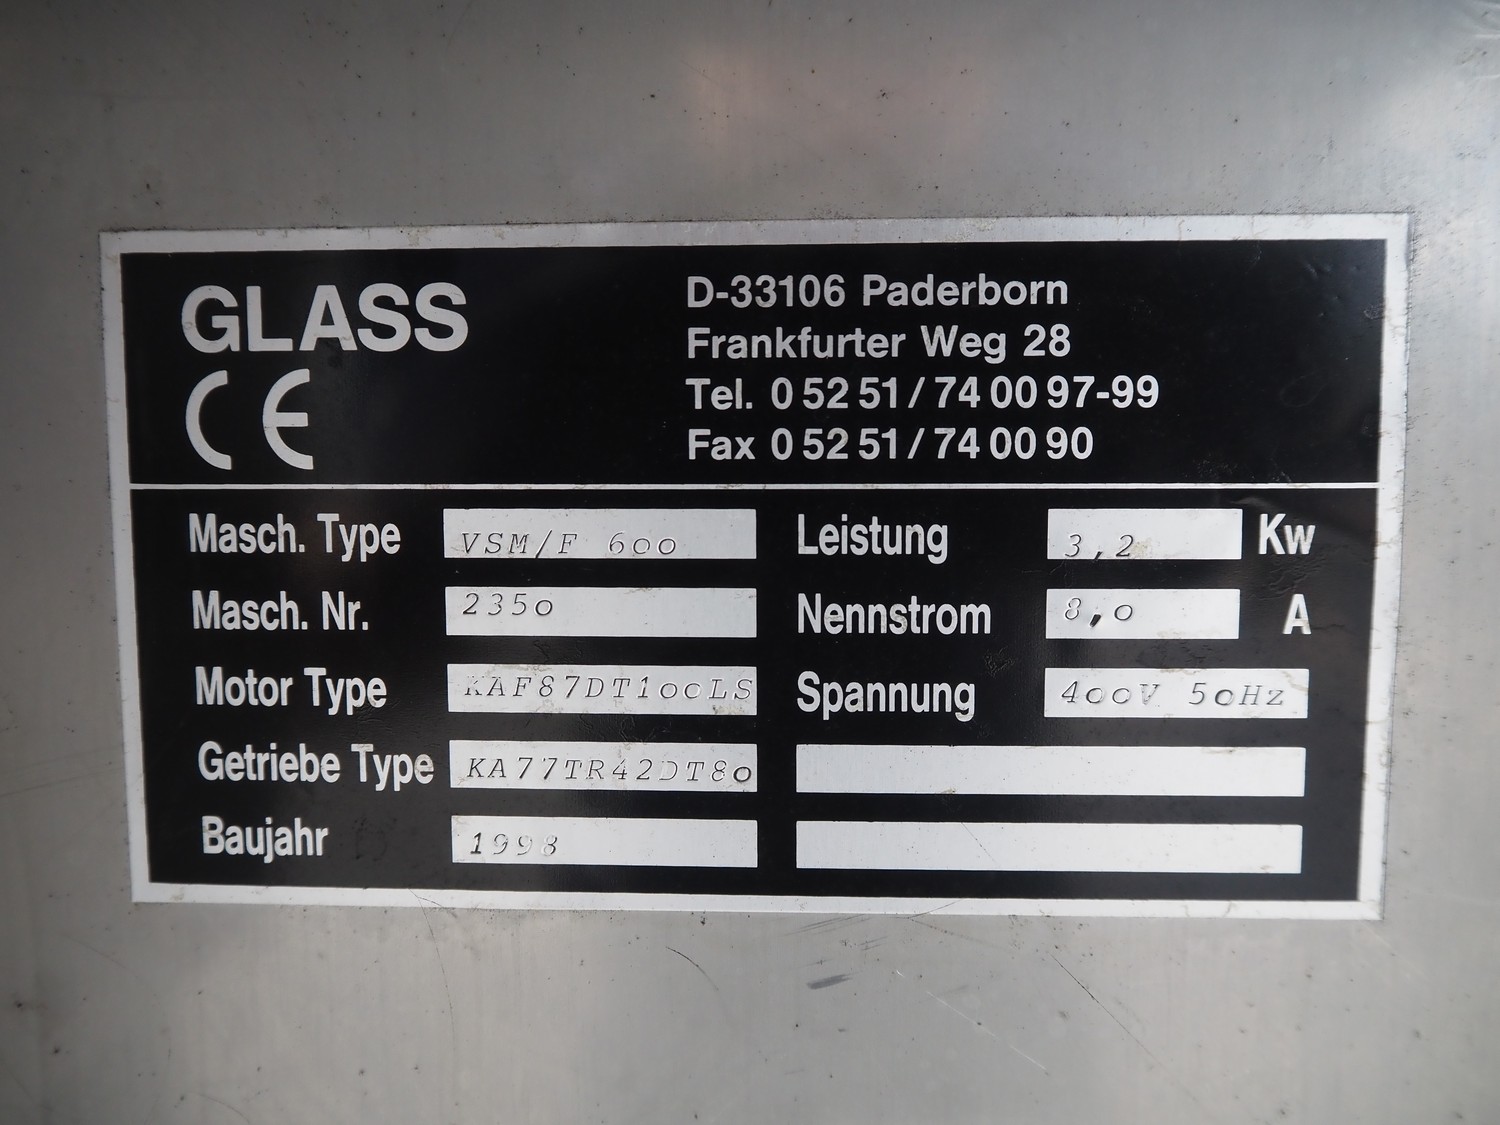 GLASS
CE
D-33106 Paderborn
Frankfurter Weg 28
Tel. 0 52 51 / 74 00 97-99
Fax 0 52 51 / 74 00 90
Masch. Type VSM/F 600
Masch. Nr. 2350
Motor Type KAF87DT100LS
Getriebe Type KA77TR42DT80
Baujahr 1998
Leistung 3,2 Kw
Nennstrom 8,0 A
Spannung 400V 50Hz